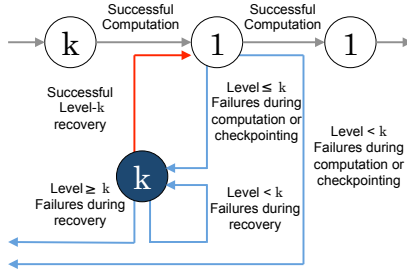 Successful
Computation
Successful
Computation
k
1
1
Successful
Level-k
recovery
Level ≤ k
Failures during
computation or
checkpointing
Level < k
Failures during
computation or
checkpointing
k
Level ≥ k
Failures during
recovery
Level < k
Failures during
recovery